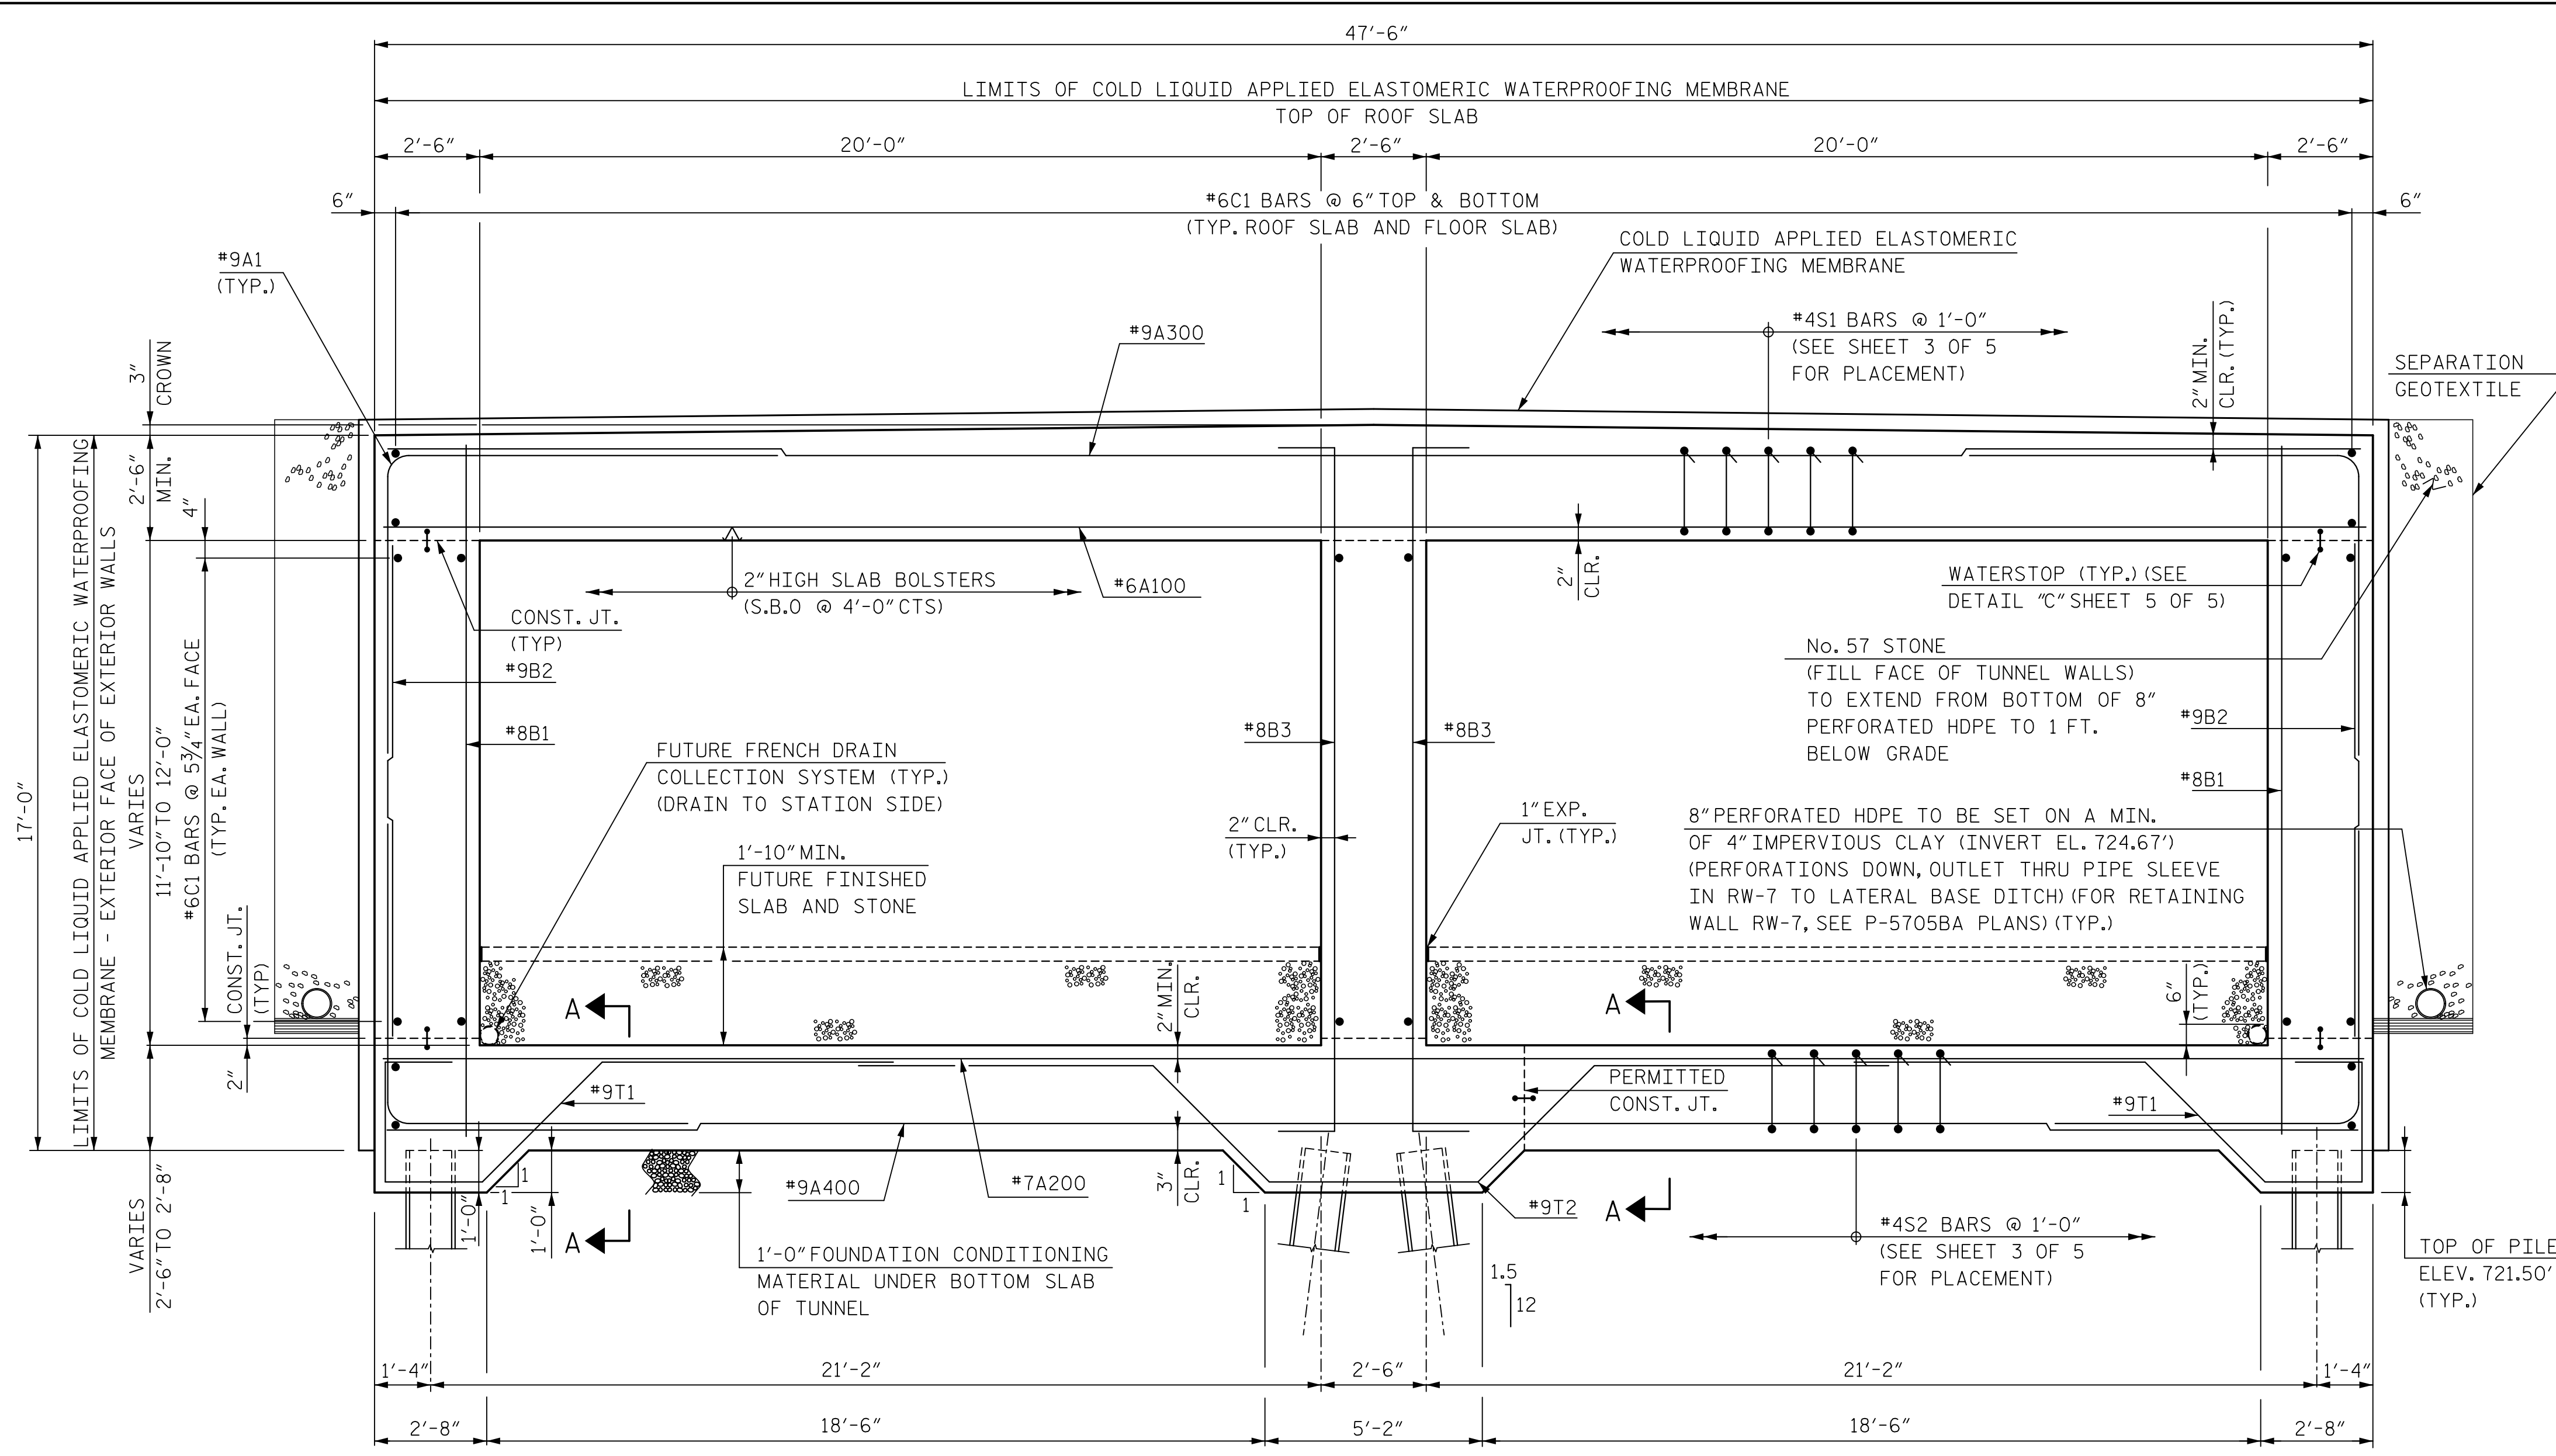 47'-6"
LIMITS OF COLD LIQUID APPLIED ELASTOMERIC WATERPROOFING MEMBRANE
TOP OF ROOF SLAB
2'-6"
20'-0"
2'-6"
20'-0"
2'-6"
6"
#6C1 BARS @ 6" TOP & BOTTOM
(TYP. ROOF SLAB AND FLOOR SLAB)
6"
#9A1
(TYP.)
COLD LIQUID APPLIED ELASTOMERIC
WATERPROOFING MEMBRANE
#9A300
#4S1 BARS @ 1'-0"
(SEE SHEET 3 OF 5
FOR PLACEMENT)
2" MIN.
CLR. (TYP.)
SEPARATION
GEOTEXTILE
3"
CROWN
2'-6"
MIN.
4"
17'-0"
LIMITS OF COLD LIQUID APPLIED ELASTOMERIC WATERPROOFING
MEMBRANE - EXTERIOR FACE OF EXTERIOR WALLS
VARIES
11'-10" TO 12'-0"
#6C1 BARS @ 5¾" EA. FACE
(TYP. EA. WALL)
CONST. JT.
(TYP)
2"
VARIES
2'-6" TO 2'-8"
CONST. JT.
(TYP)
2" HIGH SLAB BOLSTERS
(S.B.O @ 4'-0" CTS)
#6A100
2"
CLR.
WATERSTOP (TYP.) (SEE
DETAIL "C" SHEET 5 OF 5)
#9B2
#8B1
No. 57 STONE
(FILL FACE OF TUNNEL WALLS)
TO EXTEND FROM BOTTOM OF 8"
PERFORATED HDPE TO 1 FT.
BELOW GRADE
#8B3
#8B3
#9B2
#8B1
FUTURE FRENCH DRAIN
COLLECTION SYSTEM (TYP.)
(DRAIN TO STATION SIDE)
1'-10" MIN.
FUTURE FINISHED
SLAB AND STONE
2" CLR.
(TYP.)
1" EXP.
JT. (TYP.)
8" PERFORATED HDPE TO BE SET ON A MIN.
OF 4" IMPERVIOUS CLAY (INVERT EL. 724.67')
(PERFORATIONS DOWN, OUTLET THRU PIPE SLEEVE
IN RW-7 TO LATERAL BASE DITCH) (FOR RETAINING
WALL RW-7, SEE P-5705BA PLANS) (TYP.)
A
2" MIN.
CLR.
A
6"
(TYP.)
#9T1
PERMITTED
CONST. JT.
#9T1
1
1
1'-0"
1'-0"
#9A400
#7A200
3"
CLR.
1
1
#9T2
A
A
1'-0" FOUNDATION CONDITIONING
MATERIAL UNDER BOTTOM SLAB
OF TUNNEL
1.5
12
#4S2 BARS @ 1'-0"
(SEE SHEET 3 OF 5
FOR PLACEMENT)
TOP OF PILE
ELEV. 721.50'
(TYP.)
1'-4"
21'-2"
2'-6"
21'-2"
1'-4"
2'-8"
18'-6"
5'-2"
18'-6"
2'-8"